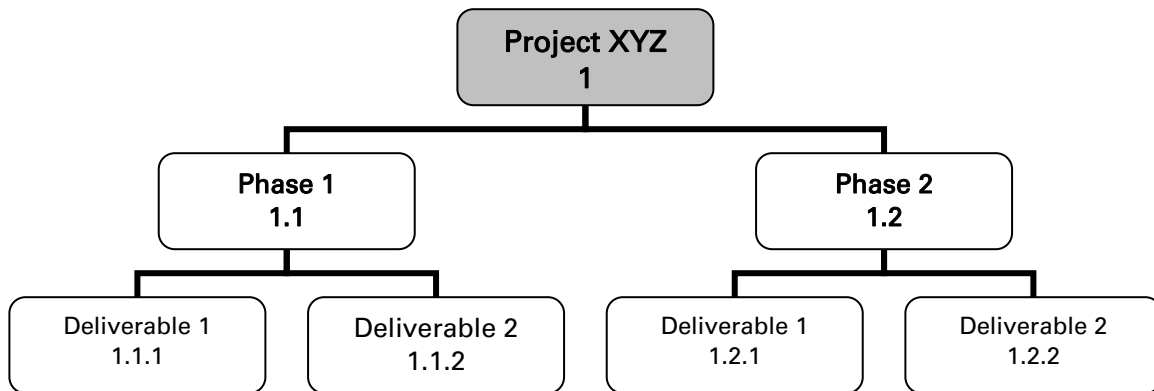 Project XYZ
1
Phase 1
1.1
Phase 2
1.2
Deliverable 1
1.1.1
Deliverable 2
1.1.2
Deliverable 1
1.2.1
Deliverable 2
1.2.2